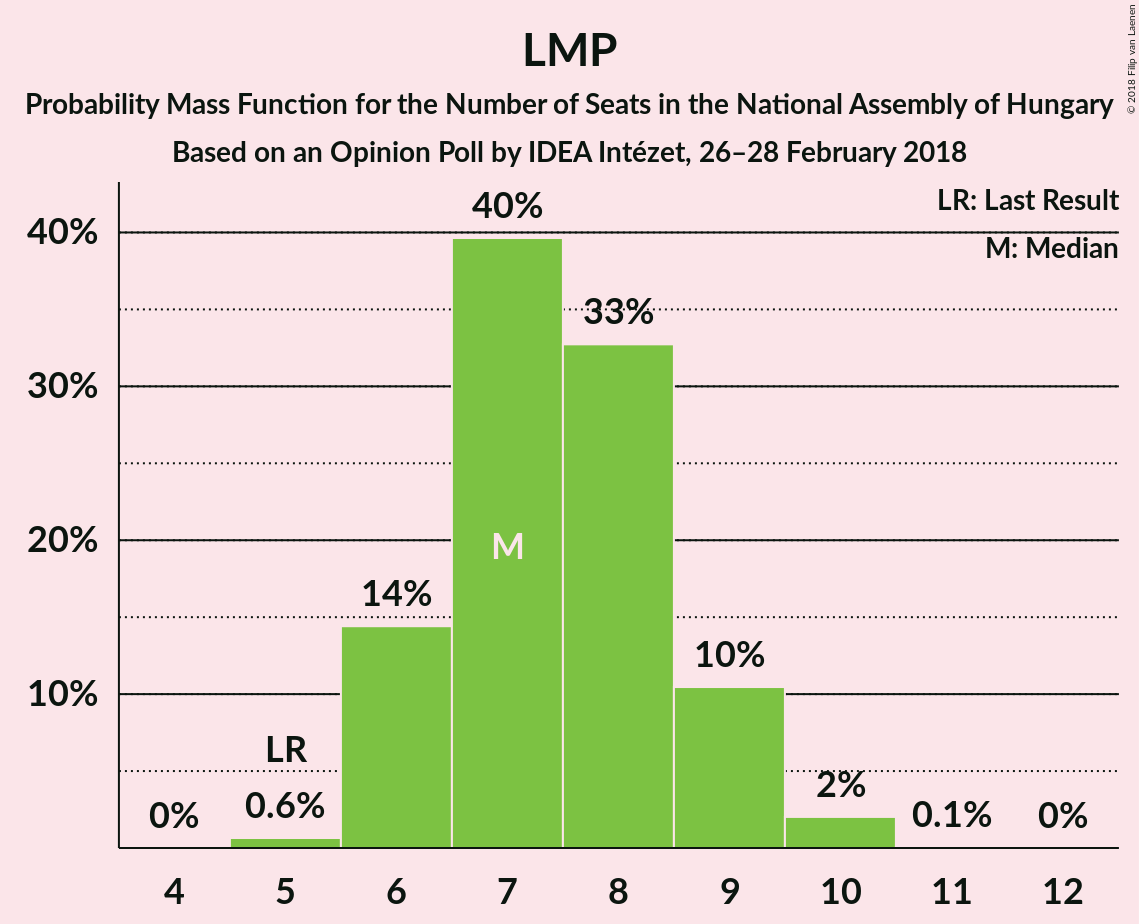 LMP
Probability Mass Function for the Number of Seats in the National Assembly of Hungary
Based on an Opinion Poll by IDEA Intézet, 26–28 February 2018
© 2018 Filip van Laenen
LR: Last Result
M: Median
40%
30%
20%
10%
0%
LR
0.6%
14%
40%
M
33%
10%
2%
0.1%
0%
4 5 6 7 8 9 10 11 12